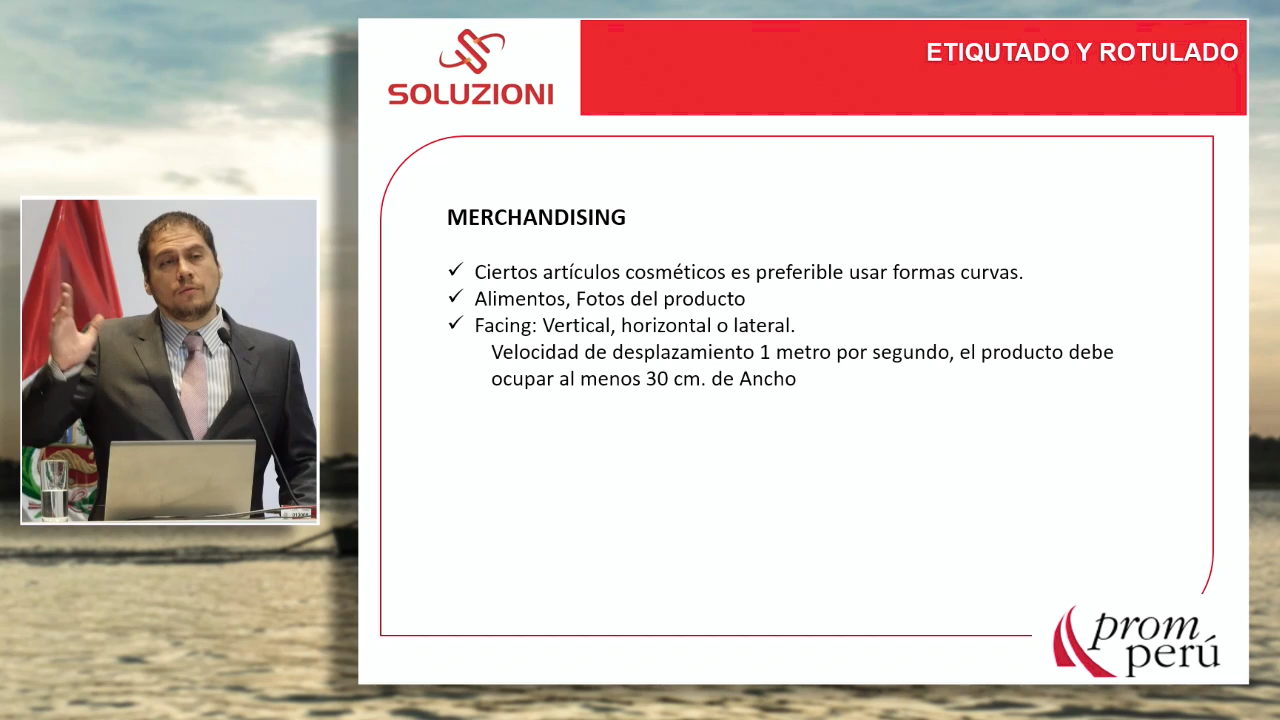 SOLUZIONI
ETIQUTADO Y ROTULADO
MERCHANDISING
✓ Ciertos artículos cosméticos es preferible usar formas curvas.
✓ Alimentos, Fotos del producto
✓ Facing: Vertical, horizontal o lateral.
Velocidad de desplazamiento 1 metro por segundo, el producto debe
ocupar al menos 30 cm. de Ancho
prom
perú